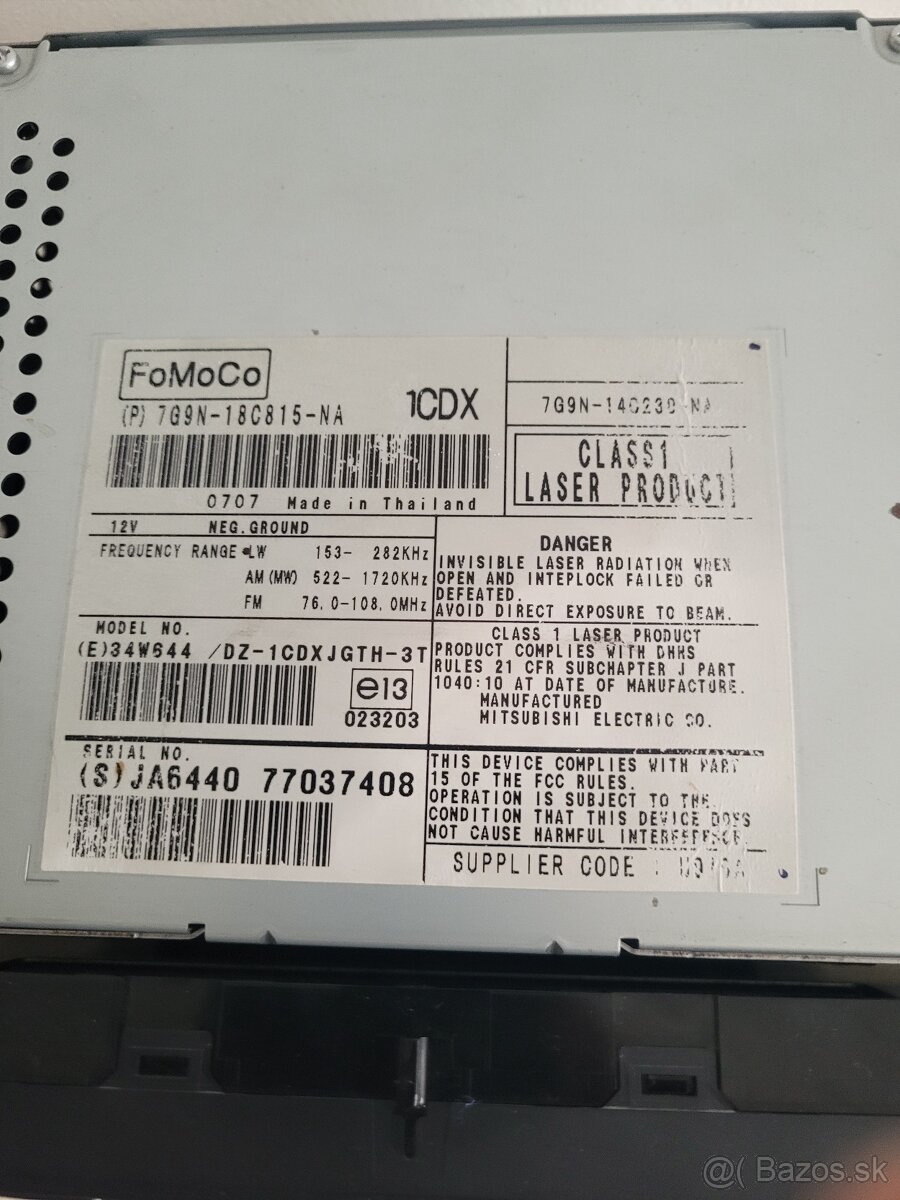 FoMoCo
(P) 7G9N-18C815-NA 1CDX
0707 Made in Thailand
7G9N-14C230-NA
CLASS1
LASER PRODUCT
12V NEG.GROUND
FREQUENCY RANGE LW 153- 282KHz
AM (MW) 522- 1720KHz
FM 76.0-108.0MHz
MODEL NO.
(E)34W644 /DZ-1CDXJGTH-3T
e13
023203
SERIAL NO.
(S)JA6440 77037408
DANGER
INVISIBLE LASER RADIATION WHEN
OPEN AND INTEPLOCK FAILED OR
DEFEATED.
AVOID DIRECT EXPOSURE TO BEAM.
CLASS 1 LASER PRODUCT
PRODUCT COMPLIES WITH DHHS
RULES 21 CFR SUBCHAPTER J PART
1040:10 AT DATE OF MANUFACTURE.
MANUFACTURED
MITSUBISHI ELECTRIC CO.
THIS DEVICE COMPLIES WITH PART
15 OF THE FCC RULES.
OPERATION IS SUBJECT TO THE
CONDITION THAT THIS DEVICE DOES
NOT CAUSE HARMFUL INTERFERENCE
SUPPLIER CODE :
@( Bazos.sk